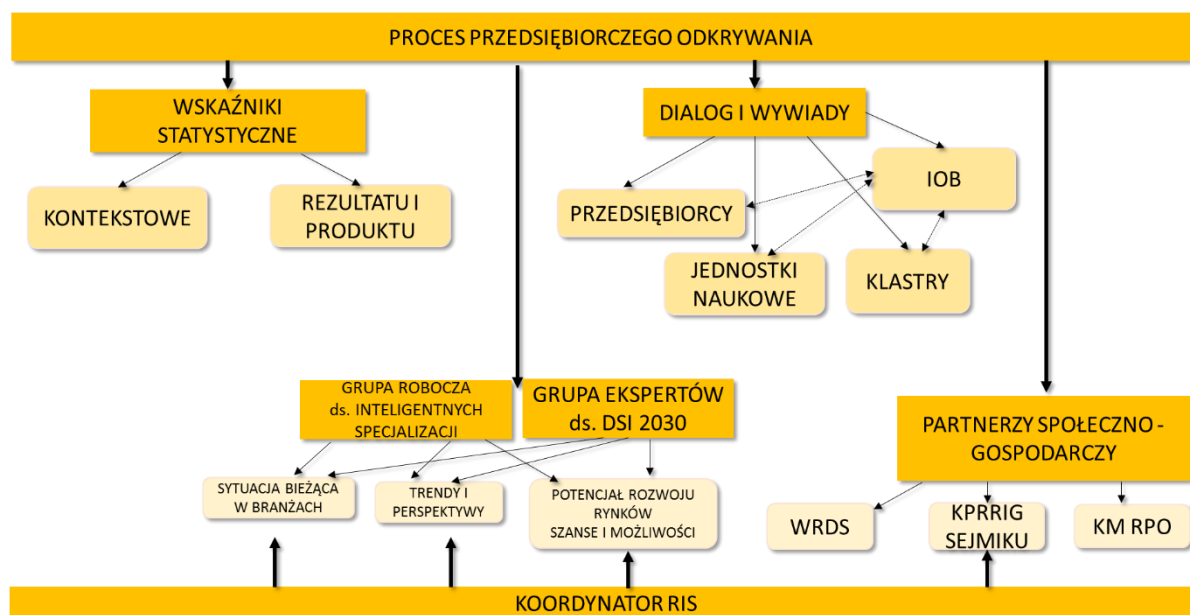 PROCES PRZEDSIĘBIORCZEGO ODKRYWANIA
WSKAŹNIKI
STATYSTYCZNE
DIALOG I WYWIADY
KONTEKSTOWE
REZULTATU I
PRODUKTU
PRZEDSIĘBIORCY
IOB
JEDNOSTKI
NAUKOWE
KLASTRY
GRUPA ROBOCZA
ds. INTELIGENTNYCH
SPECJALIZACJI
GRUPA EKSPERTÓW
ds. DSI 2030
PARTNERZY SPOŁECZNO -
GOSPODARCZY
SYTUACJA BIEŻĄCA
W BRANŻACH
TRENDY I
PERSPEKTYWY
POTENCJAŁ ROZWOJU
RYNKÓW
SZANSE I MOŻLIWOŚCI
WRDS
KPRRIG
SEJMIKU
KM RPO
KOORDYNATOR RIS